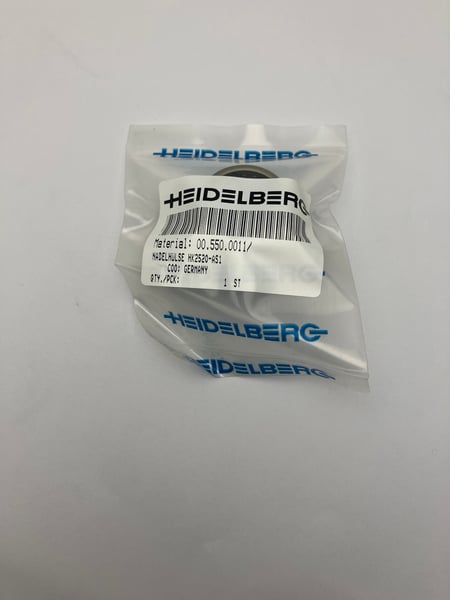 HEIDELBERG
HEIDELBERG
Material: 00.550.0011/
NADELHULSE HK2520-AS1
COO: GERMANY
QTY./PCK: 1 ST
HEIDELBERG
HEIDELBERG